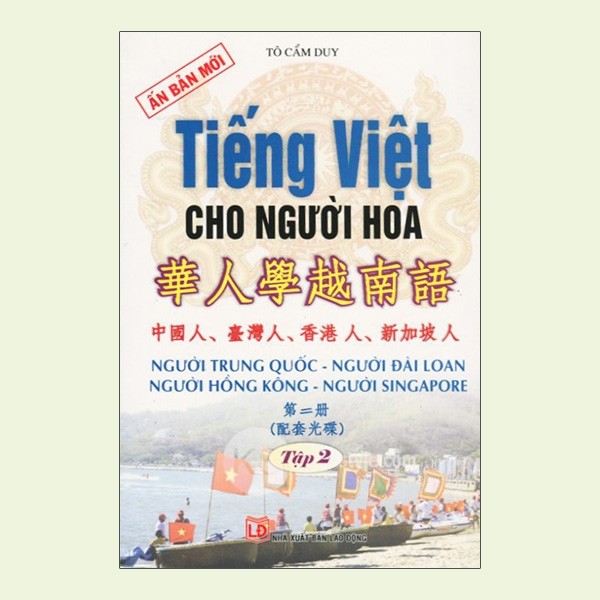 TÔ CẨM DUY
ẤN BẢN MỚI
Tiếng Việt
CHO NGƯỜI HOA
華人學越南語
中國人、臺灣人、香港人、新加坡人
NGƯỜI TRUNG QUỐC - NGƯỜI ĐÀI LOAN
NGƯỜI HỒNG KÔNG - NGƯỜI SINGAPORE
第二册
(配套光碟)
Tập 2
LĐ
NHÀ XUẤT BẢN LAO ĐỘNG